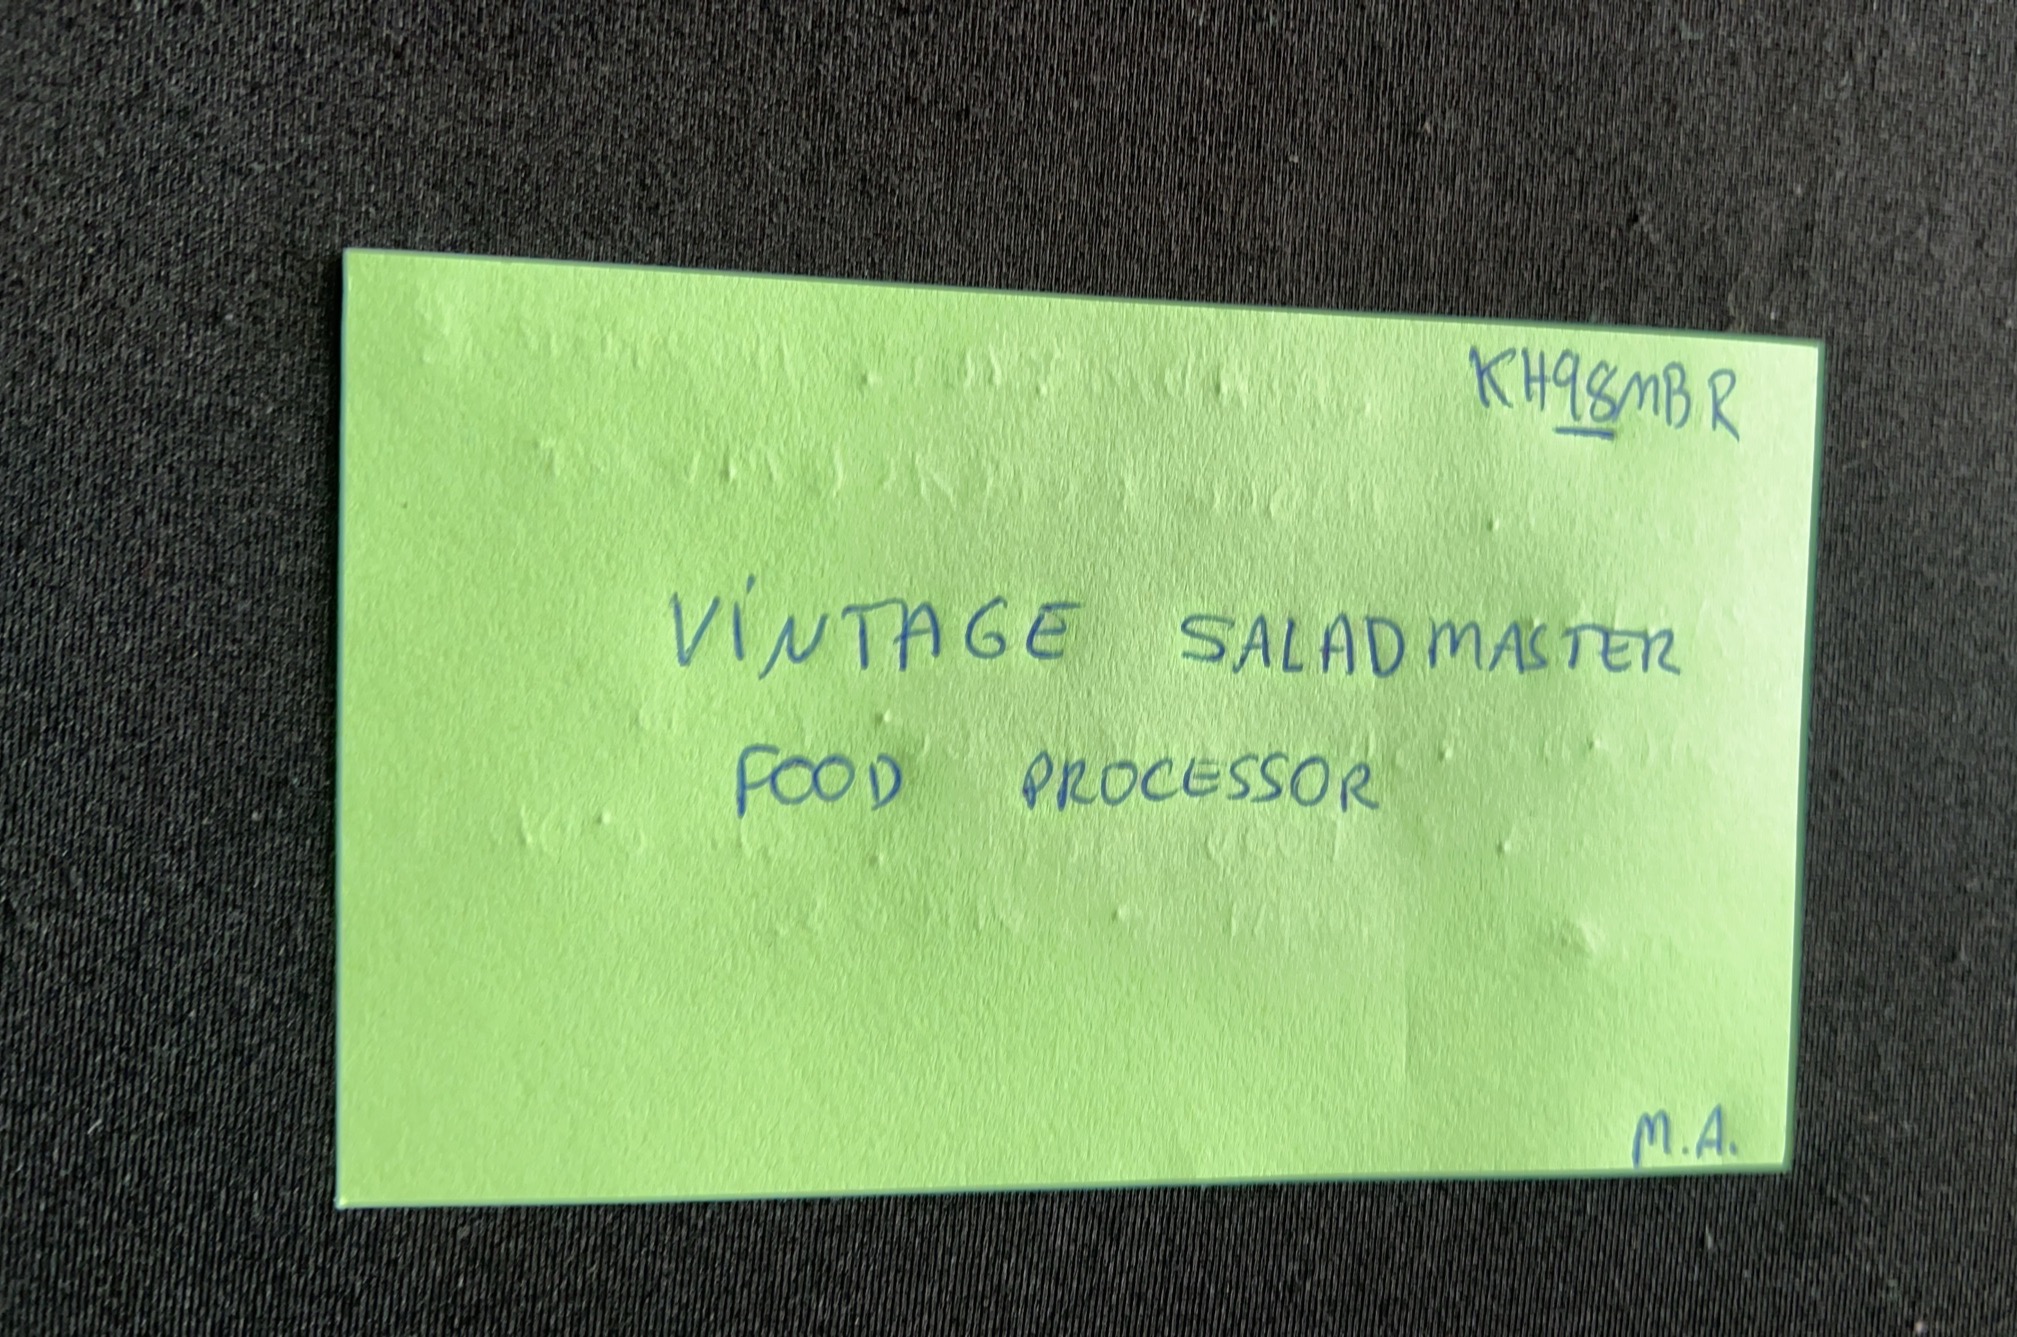 KH98MBR
VINTAGE SALADMASTER
FOOD PROCESSOR
M.A.